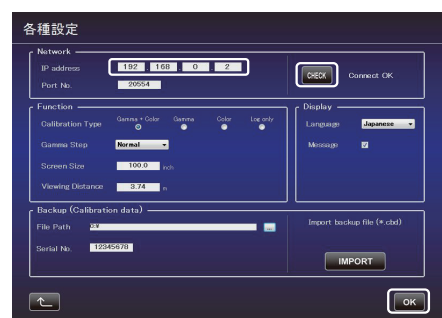 各種設定
Network
IP address 192 . 168 . 0 . 2
CHECK Connect OK
Port No. 20554
Function
Calibration Type Gamma + Color Gamma Color Log only
Gamma Step Normal
Screen Size 100.0 inch
Viewing Distance 3.74 m
Display
Language Japanese
Message
Backup (Calibration data)
File Path D:¥ ...
Serial No. 12345678
Import backup file (*.cbd)
IMPORT
OK